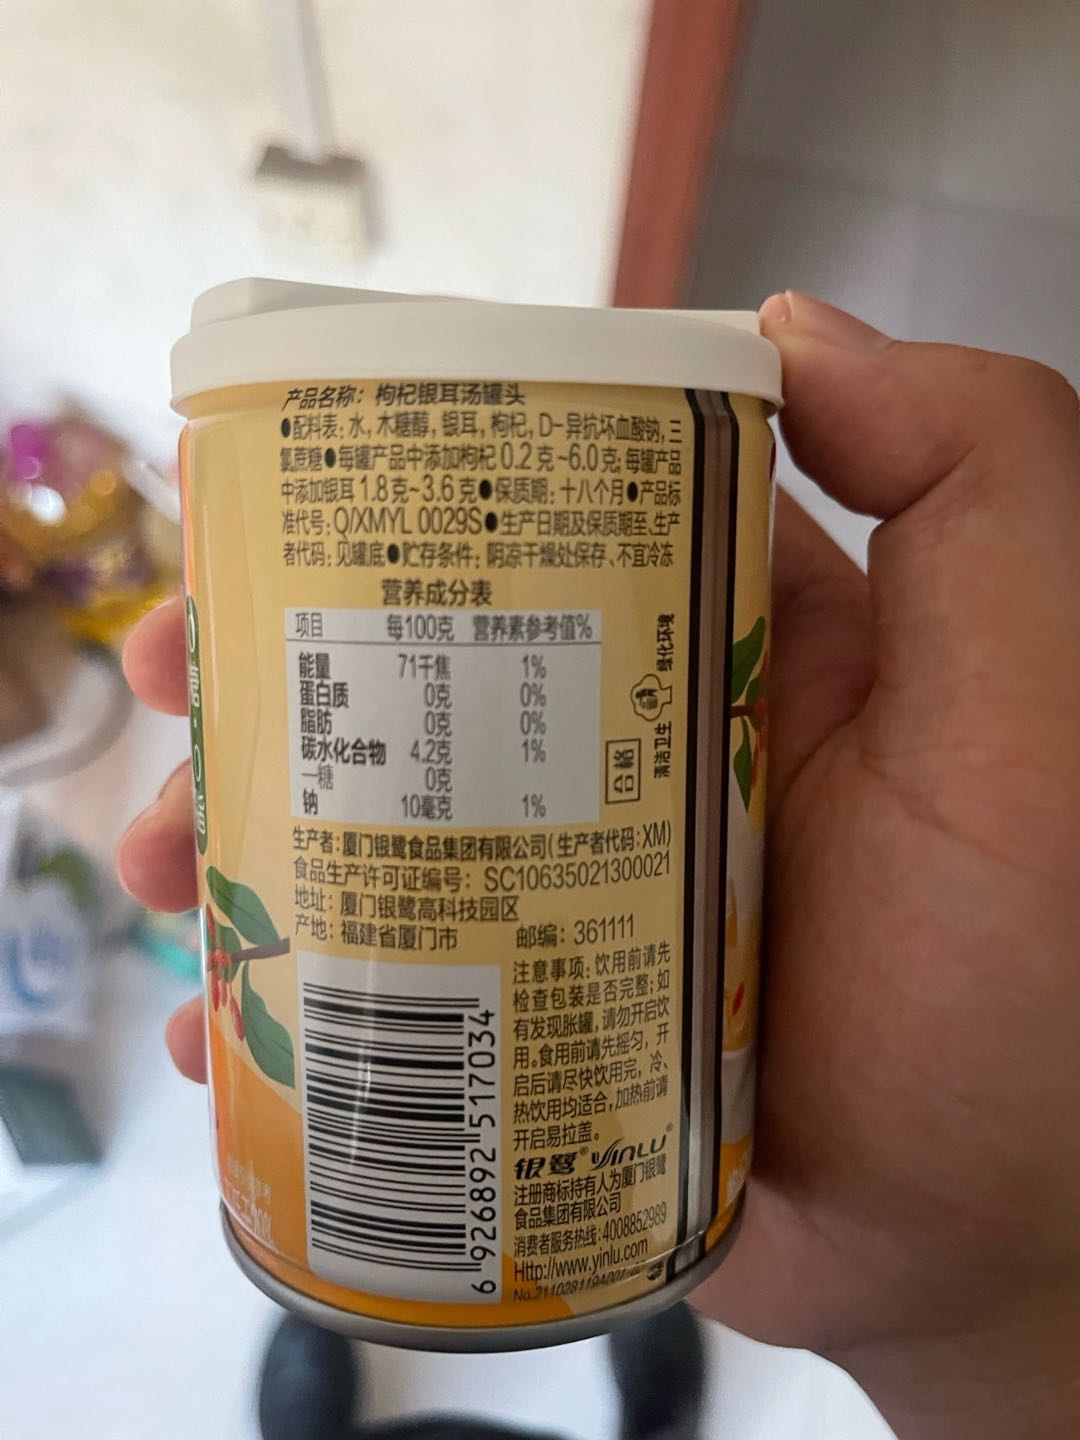 产品名称：枸杞银耳汤罐头
●配料表：水，木糖醇，银耳，枸杞，D-异抗坏血酸钠，三
氯蔗糖●每罐产品中添加枸杞0.2克~6.0克；每罐产品
中添加银耳1.8克~3.6克●保质期：十八个月●产品标
准代号：Q/XMYL 0029S●生产日期及保质期至、生产
者代码：见罐底●贮存条件：阴凉干燥处保存、不宜冷冻
营养成分表
项目 每100克 营养素参考值%
能量 71千焦 1%
蛋白质 0克 0%
脂肪 0克 0%
碳水化合物 4.2克 1%
—糖 0克
钠 10毫克 1%
合格
清洁卫生 美化环境
生产者：厦门银鹭食品集团有限公司（生产者代码：XM）
食品生产许可证编号：SC10635021300021
地址：厦门银鹭高科技园区
产地：福建省厦门市 邮编：361111
注意事项：饮用前请先
检查包装是否完整；如
有发现胀罐，请勿开启饮
用。食用前请先摇匀，开
启后请尽快饮用完，冷、
热饮用均适合，加热前请
开启易拉盖。
银鹭® YINLU®
注册商标持有人为厦门银鹭
食品集团有限公司
消费者服务热线：4008852989
Http://www.yinlu.com
6 926892 517034